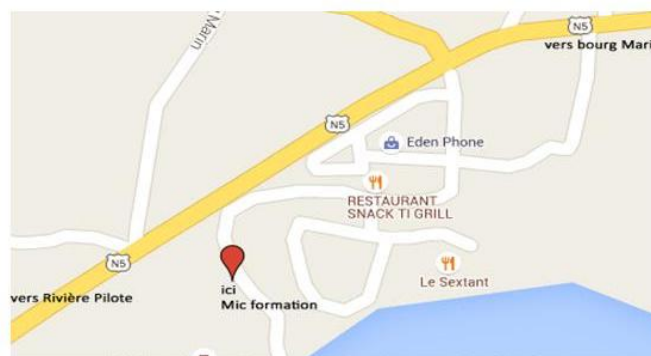 N5
vers bourg Mari
Marin
N5
Eden Phone
RESTAURANT
SNACK TI GRILL
N5
ici
Mic formation
Le Sextant
vers Rivière Pilote